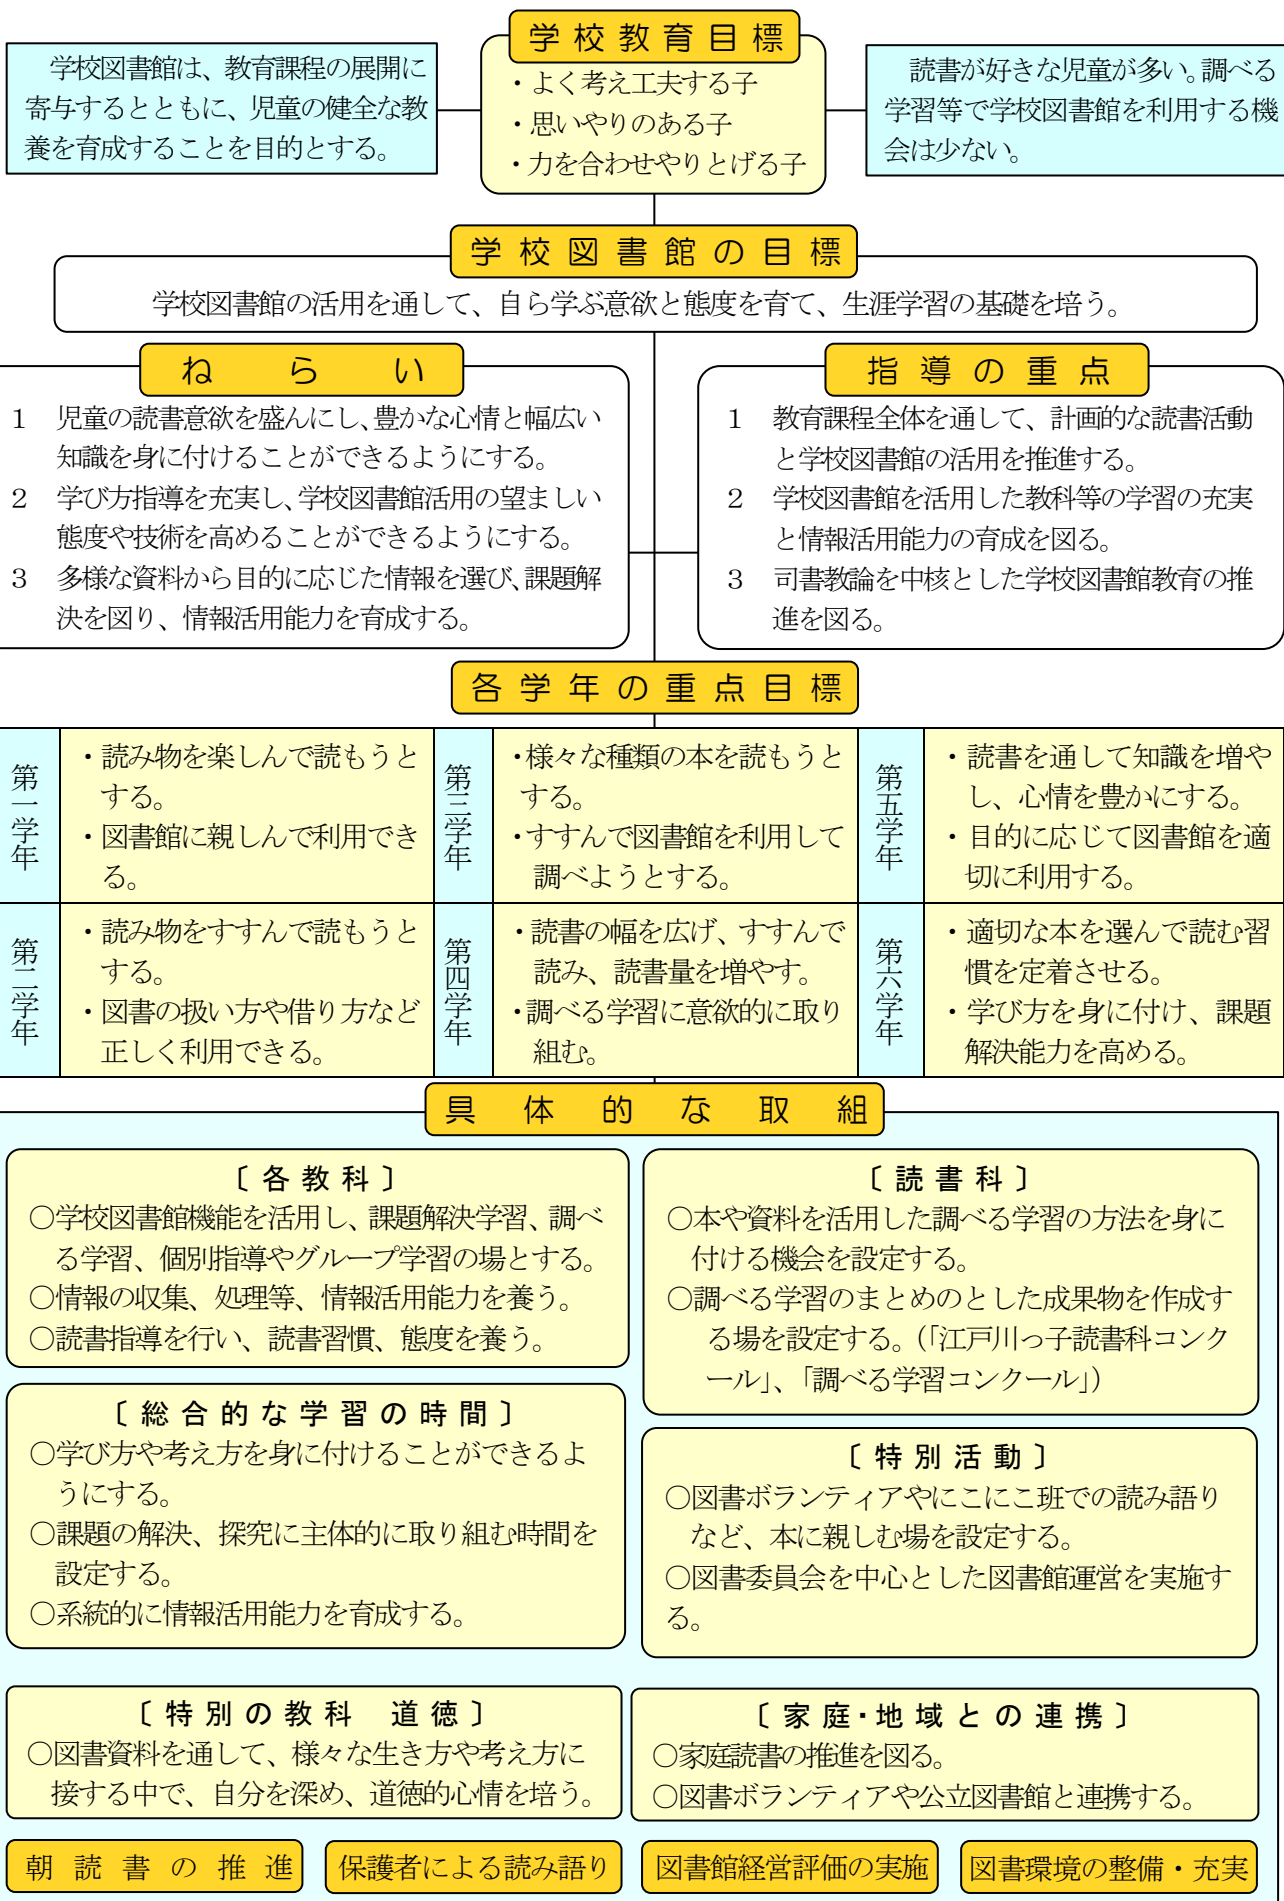 学校教育目標
・よく考え工夫する子
・思いやりのある子
・力を合わせやりとげる子
学校図書館は、教育課程の展開に
寄与するとともに、児童の健全な教
養を育成することを目的とする。
読書が好きな児童が多い。調べる
学習等で学校図書館を利用する機
会は少ない。
学校図書館の目標
学校図書館の活用を通して、自ら学ぶ意欲と態度を育て、生涯学習の基礎を培う。
ねらい
1 児童の読書意欲を盛んにし、豊かな心情と幅広い
知識を身に付けることができるようにする。
2 学び方指導を充実し、学校図書館活用の望ましい
態度や技術を高めることができるようにする。
3 多様な資料から目的に応じた情報を選び、課題解
決を図り、情報活用能力を育成する。
指導の重点
1 教育課程全体を通して、計画的な読書活動
と学校図書館の活用を推進する。
2 学校図書館を活用した教科等の学習の充実
と情報活用能力の育成を図る。
3 司書教論を中核とした学校図書館教育の推
進を図る。
各学年の重点目標
第一学年
・読み物を楽しんで読もうと
する。
・図書館に親しんで利用でき
る。
第三学年
・様々な種類の本を読もうと
する。
・すすんで図書館を利用して
調べようとする。
第五学年
・読書を通して知識を増や
し、心情を豊かにする。
・目的に応じて図書館を適
切に利用する。
第二学年
・読み物をすすんで読もうと
する。
・図書の扱い方や借り方など
正しく利用できる。
第四学年
・読書の幅を広げ、すすんで
読み、読書量を増やす。
・調べる学習に意欲的に取り
組む。
第六学年
・適切な本を選んで読む習
慣を定着させる。
・学び方を身に付け、課題
解決能力を高める。
具体的な取組
〔各教科〕
○学校図書館機能を活用し、課題解決学習、調べ
る学習、個別指導やグループ学習の場とする。
○情報の収集、処理等、情報活用能力を養う。
○読書指導を行い、読書習慣、態度を養う。
〔読書科〕
○本や資料を活用した調べる学習の方法を身に
付ける機会を設定する。
○調べる学習のまとめのとした成果物を作成す
る場を設定する。(「江戸川っ子読書科コンク
ール」、「調べる学習コンクール」)
〔総合的な学習の時間〕
○学び方や考え方を身に付けることができるよ
うにする。
○課題の解決、探究に主体的に取り組む時間を
設定する。
○系統的に情報活用能力を育成する。
〔特別活動〕
○図書ボランティアやにこにこ班での読み語り
など、本に親しむ場を設定する。
○図書委員会を中心とした図書館運営を実施す
る。
〔特別の教科 道徳〕
○図書資料を通して、様々な生き方や考え方に
接する中で、自分を深め、道徳的心情を培う。
〔家庭・地域との連携〕
○家庭読書の推進を図る。
○図書ボランティアや公立図書館と連携する。
朝読書の推進
保護者による読み語り
図書館経営評価の実施
図書環境の整備・充実